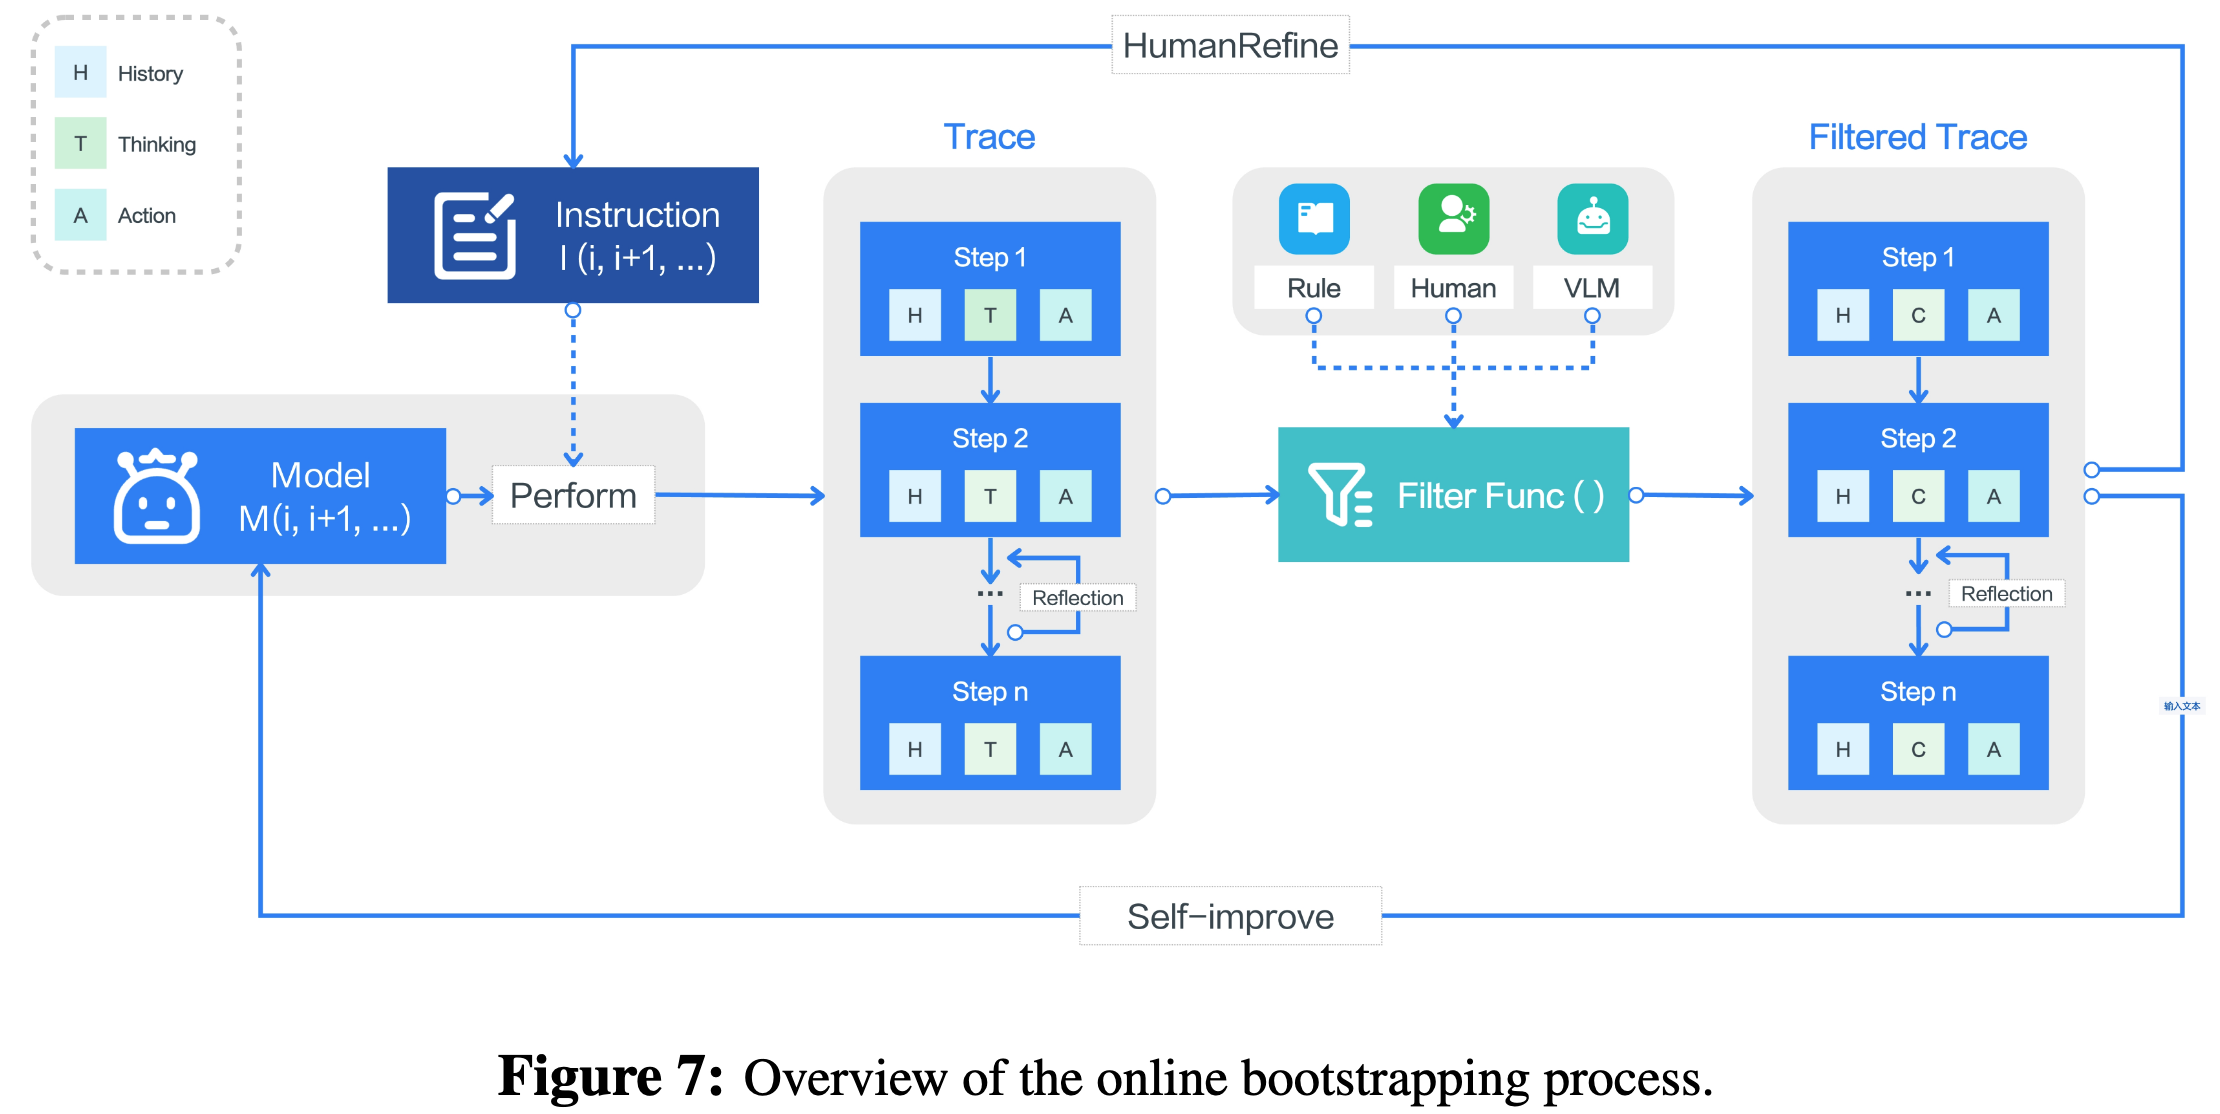 H History
T Thinking
A Action
HumanRefine
Instruction
I (i, i+1, ...)
Model
M(i, i+1, ...)
Perform
Trace
Step 1
H T A
Step 2
H T A
...
Reflection
Step n
H T A
Rule Human VLM
Filter Func ( )
Filtered Trace
Step 1
H C A
Step 2
H C A
...
Reflection
Step n
H C A
输入文本
Self-improve
Figure 7: Overview of the online bootstrapping process.